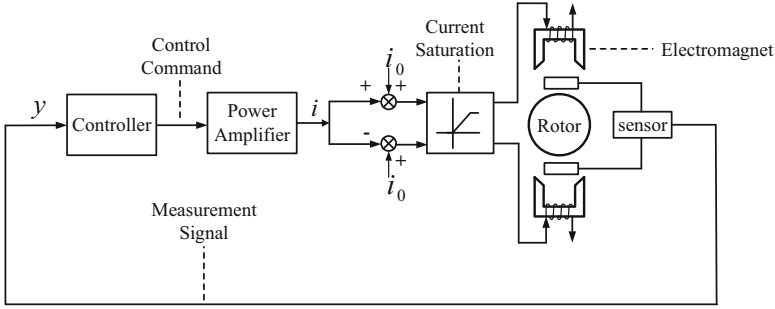 Control
Command
Current
Saturation
Electromagnet
i0
+ +
y
Controller
Power
Amplifier
i
Rotor
sensor
-
+
i0
Measurement
Signal